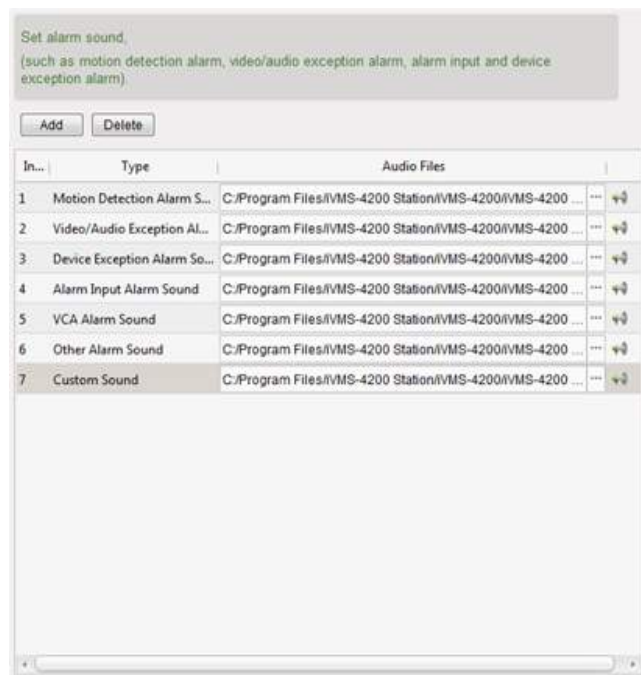 Set alarm sound,
(such as motion detection alarm, video/audio exception alarm, alarm input and device
exception alarm).
Add Delete
In... Type Audio Files
1 Motion Detection Alarm S... C:/Program Files/iVMS-4200 Station/iVMS-4200/iVMS-4200 ... ...
2 Video/Audio Exception Al... C:/Program Files/iVMS-4200 Station/iVMS-4200/iVMS-4200 ... ...
3 Device Exception Alarm So... C:/Program Files/iVMS-4200 Station/iVMS-4200/iVMS-4200 ... ...
4 Alarm Input Alarm Sound C:/Program Files/iVMS-4200 Station/iVMS-4200/iVMS-4200 ... ...
5 VCA Alarm Sound C:/Program Files/iVMS-4200 Station/iVMS-4200/iVMS-4200 ... ...
6 Other Alarm Sound C:/Program Files/iVMS-4200 Station/iVMS-4200/iVMS-4200 ... ...
7 Custom Sound C:/Program Files/iVMS-4200 Station/iVMS-4200/iVMS-4200 ... ...